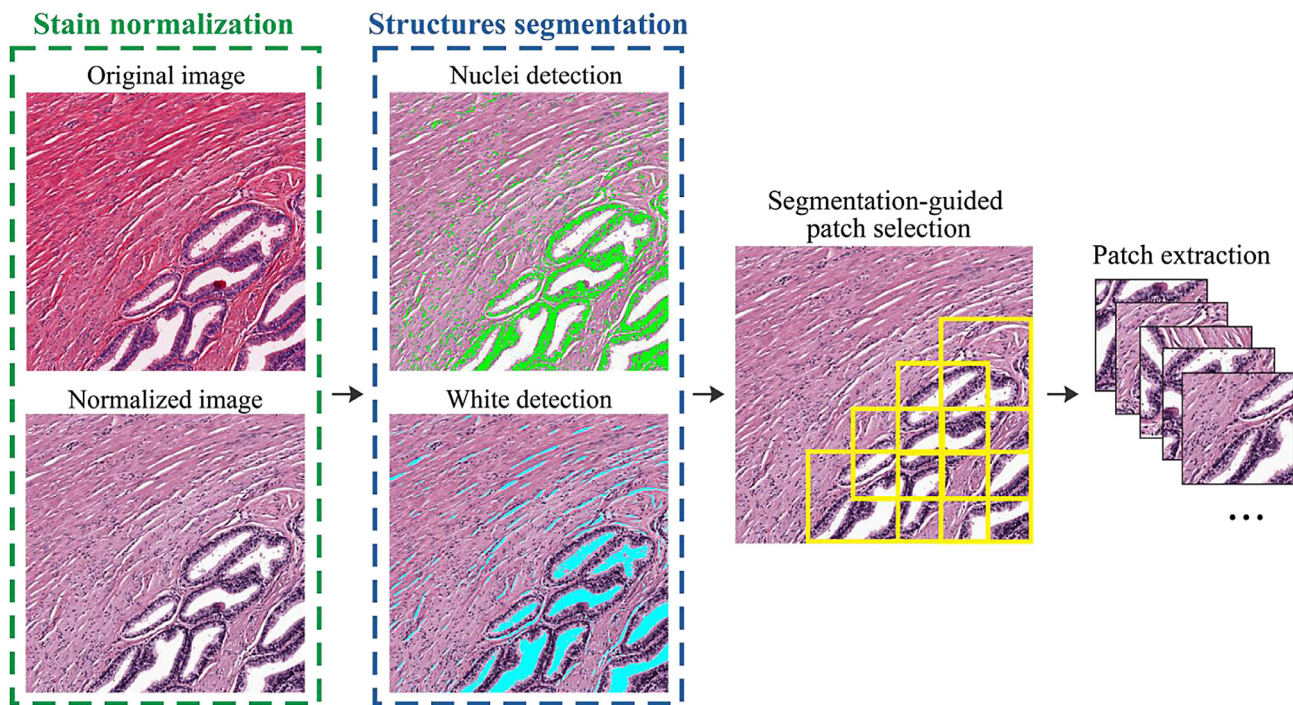 Stain normalization
Original image
Normalized image
Structures segmentation
Nuclei detection
White detection
Segmentation-guided
patch selection
Patch extraction
...